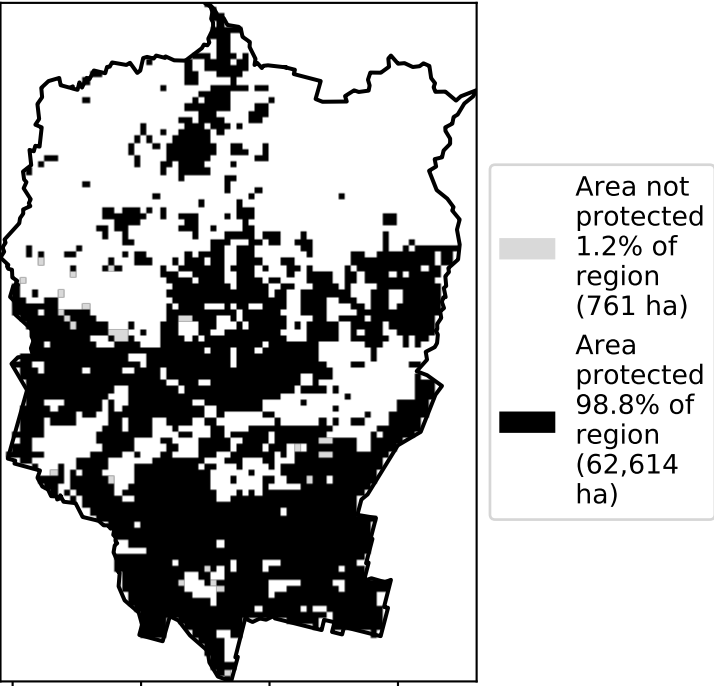 Area not
protected
1.2% of
region
(761 ha)
Area
protected
98.8% of
region
(62,614
ha)